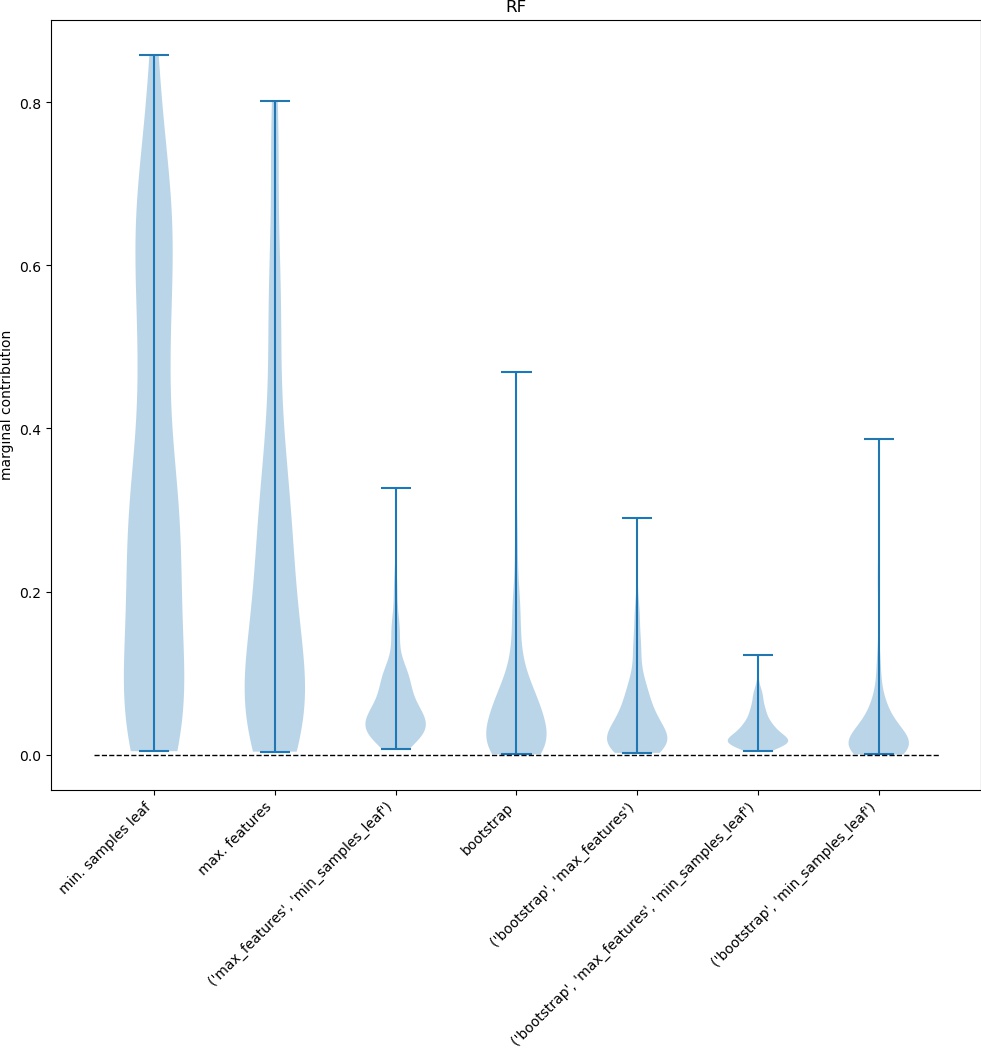 RF
marginal contribution
0.8
0.6
0.4
0.2
0.0
min. samples leaf
max. features
('max_features', 'min_samples_leaf')
bootstrap
('bootstrap', 'max_features')
('bootstrap', 'max_features', 'min_samples_leaf')
('bootstrap', 'min_samples_leaf')